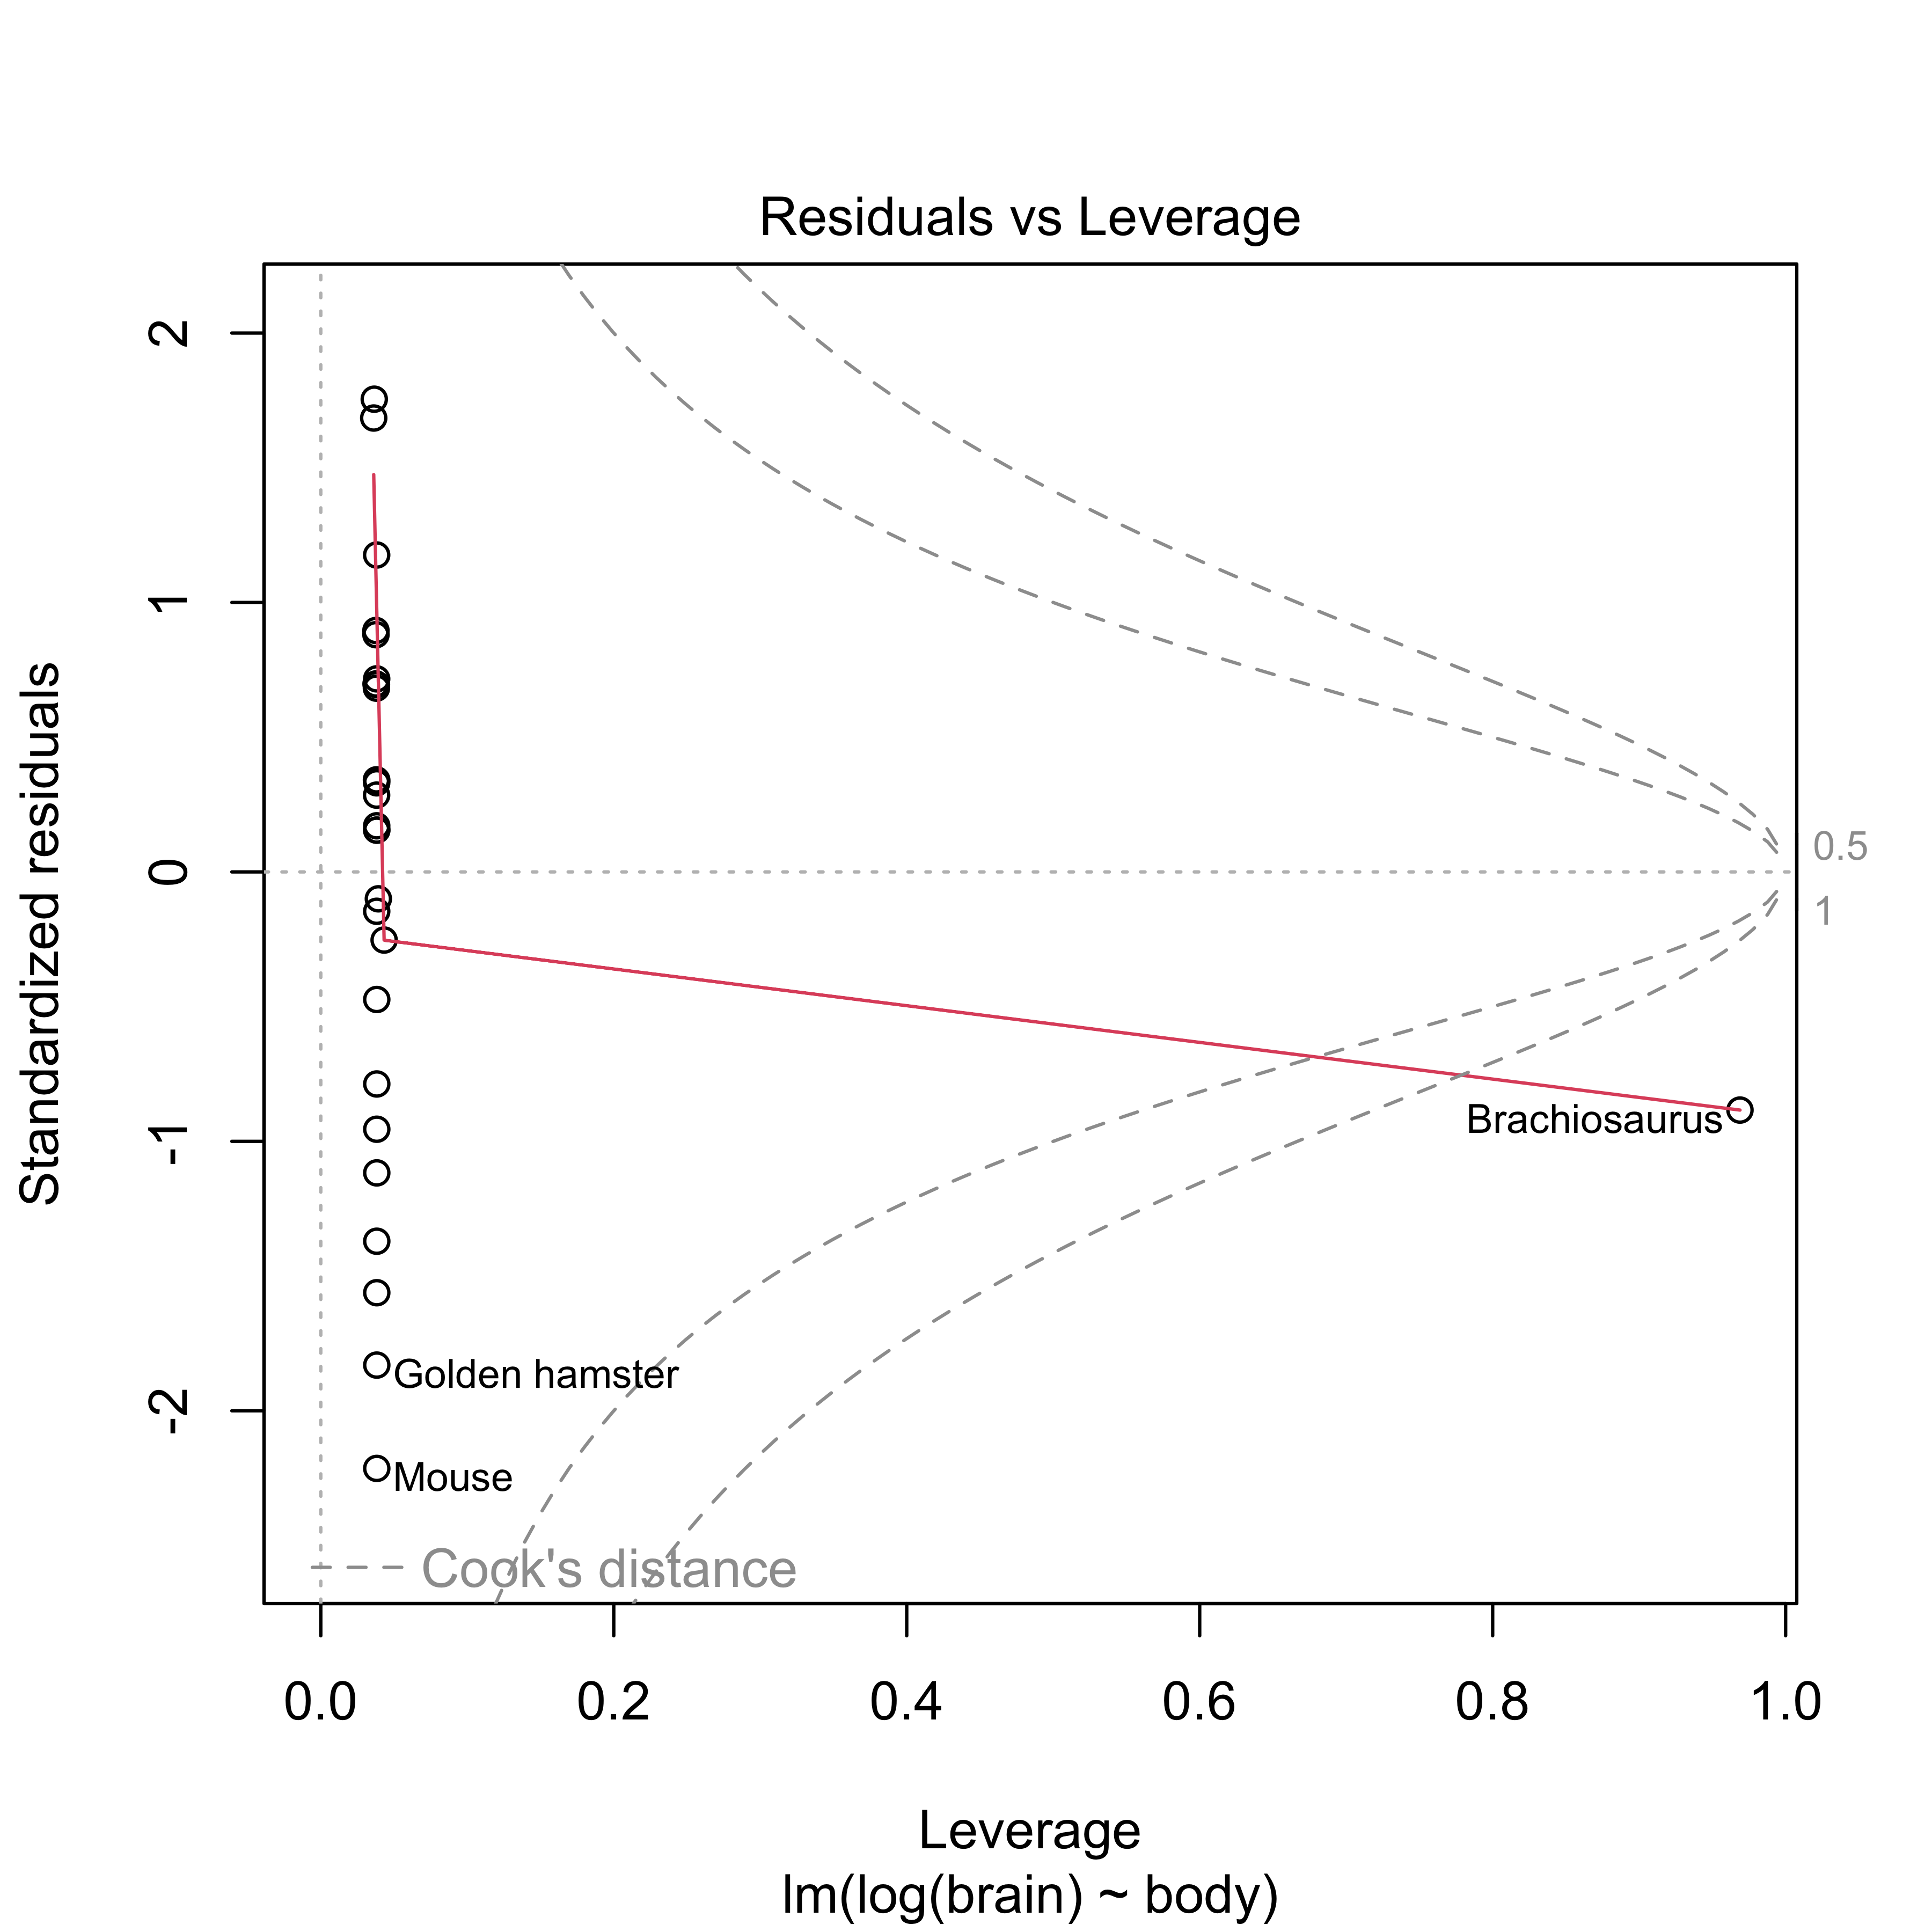 Residuals vs Leverage
Standardized residuals
2
1
0
-1
-2
0.5
1
Brachiosaurus
Golden hamster
Mouse
Cook's distance
0.0 0.2 0.4 0.6 0.8 1.0
Leverage
lm(log(brain) ~ body)